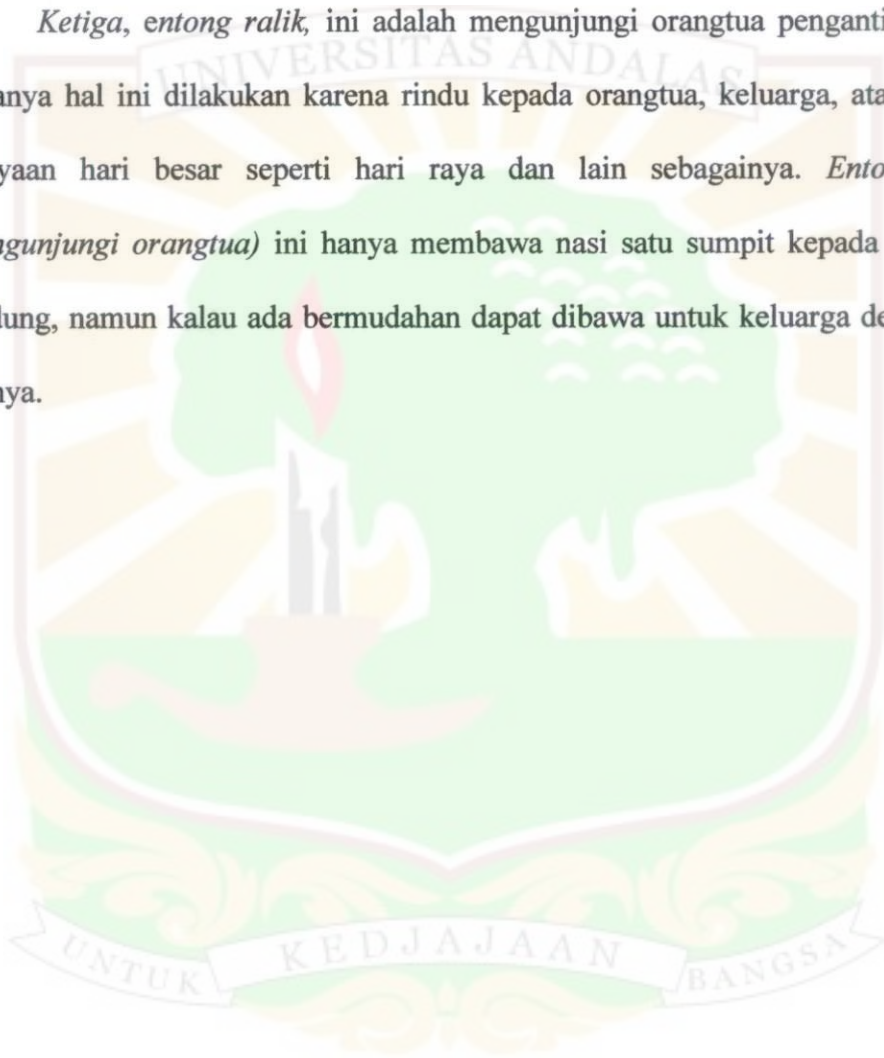 Ketiga, entong ralik, ini adalah mengunjungi orangtua penganti
anya hal ini dilakukan karena rindu kepada orangtua, keluarga, ata
yaan hari besar seperti hari raya dan lain sebagainya. Ento
gunjungi orangtua) ini hanya membawa nasi satu sumpit kepada
lung, namun kalau ada bermudahan dapat dibawa untuk keluarga de
nya.
UNIVERSITAS ANDALAS
UNTUK KEDJAJAAN BANGSA